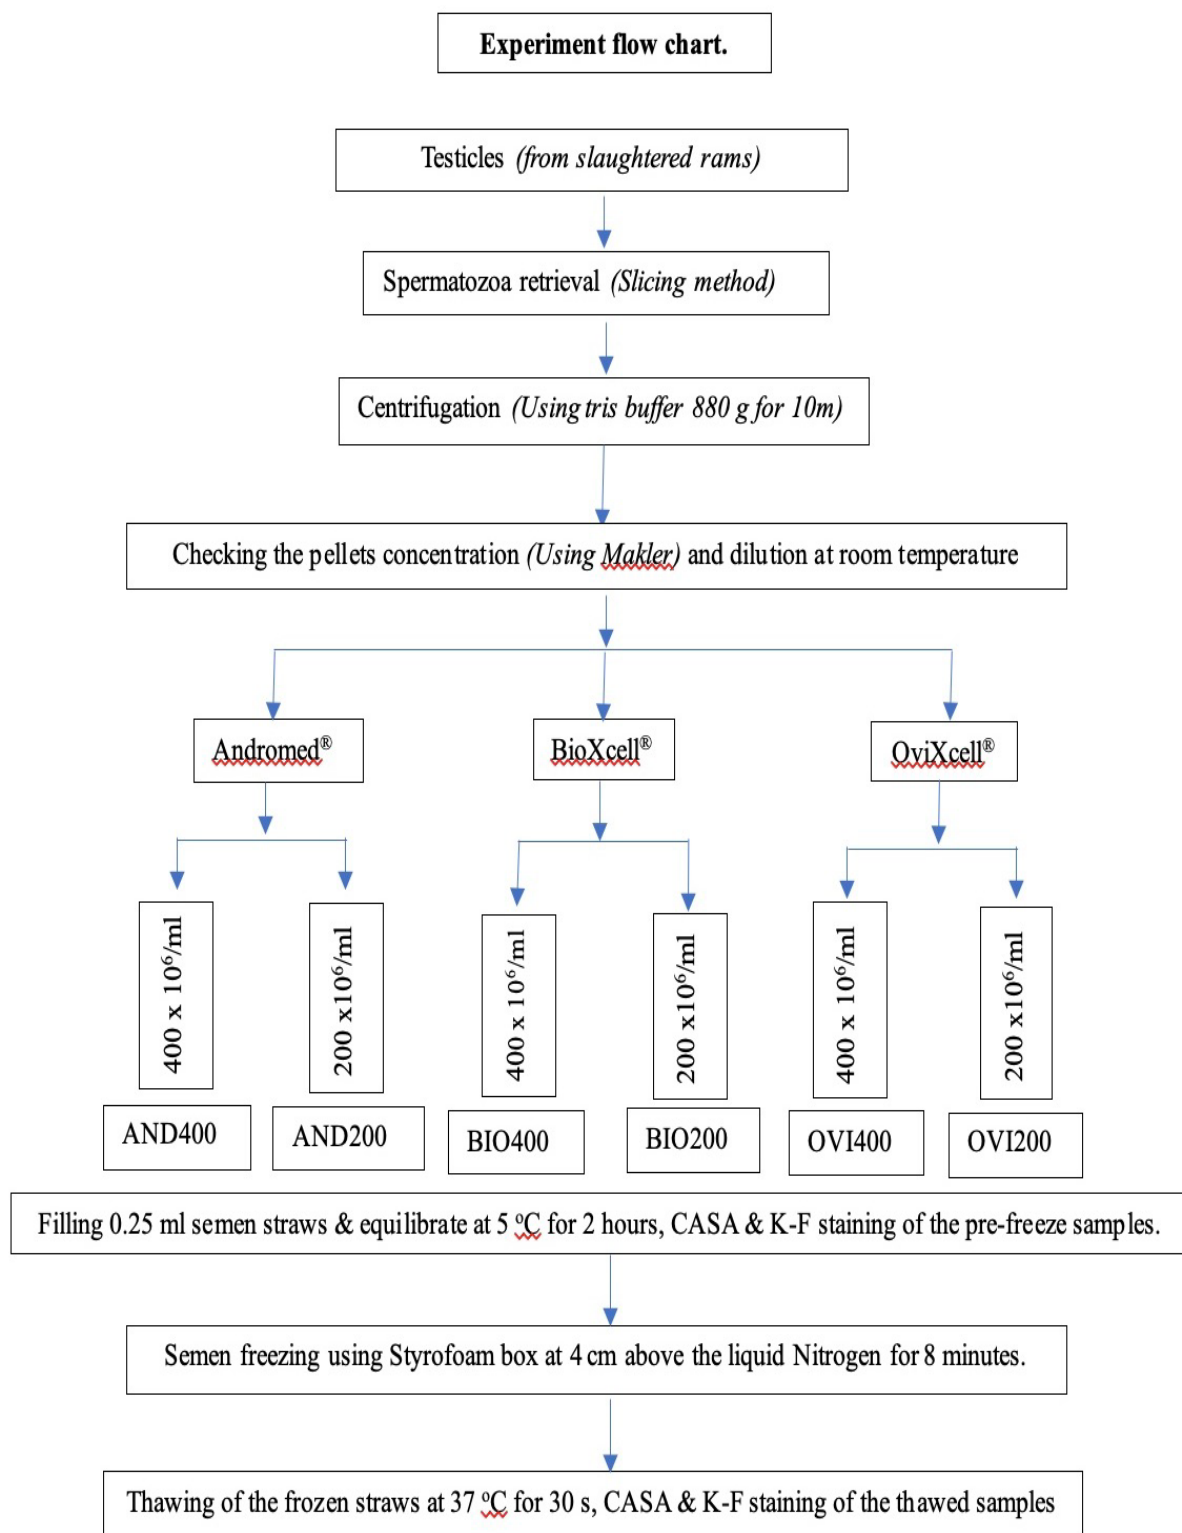 Experiment flow chart.
Testicles (from slaughtered rams)
Spermatozoa retrieval (Slicing method)
Centrifugation (Using tris buffer 880 g for 10m)
Checking the pellets concentration (Using Makler) and dilution at room temperature
Andromed®
BioXcell®
OviXcell®
400 x 10⁶/ml
200 x10⁶/ml
400 x 10⁶/ml
200 x10⁶/ml
400 x 10⁶/ml
200 x10⁶/ml
AND400
AND200
BIO400
BIO200
OVI400
OVI200
Filling 0.25 ml semen straws & equilibrate at 5 ºC for 2 hours, CASA & K-F staining of the pre-freeze samples.
Semen freezing using Styrofoam box at 4 cm above the liquid Nitrogen for 8 minutes.
Thawing of the frozen straws at 37 ºC for 30 s, CASA & K-F staining of the thawed samples